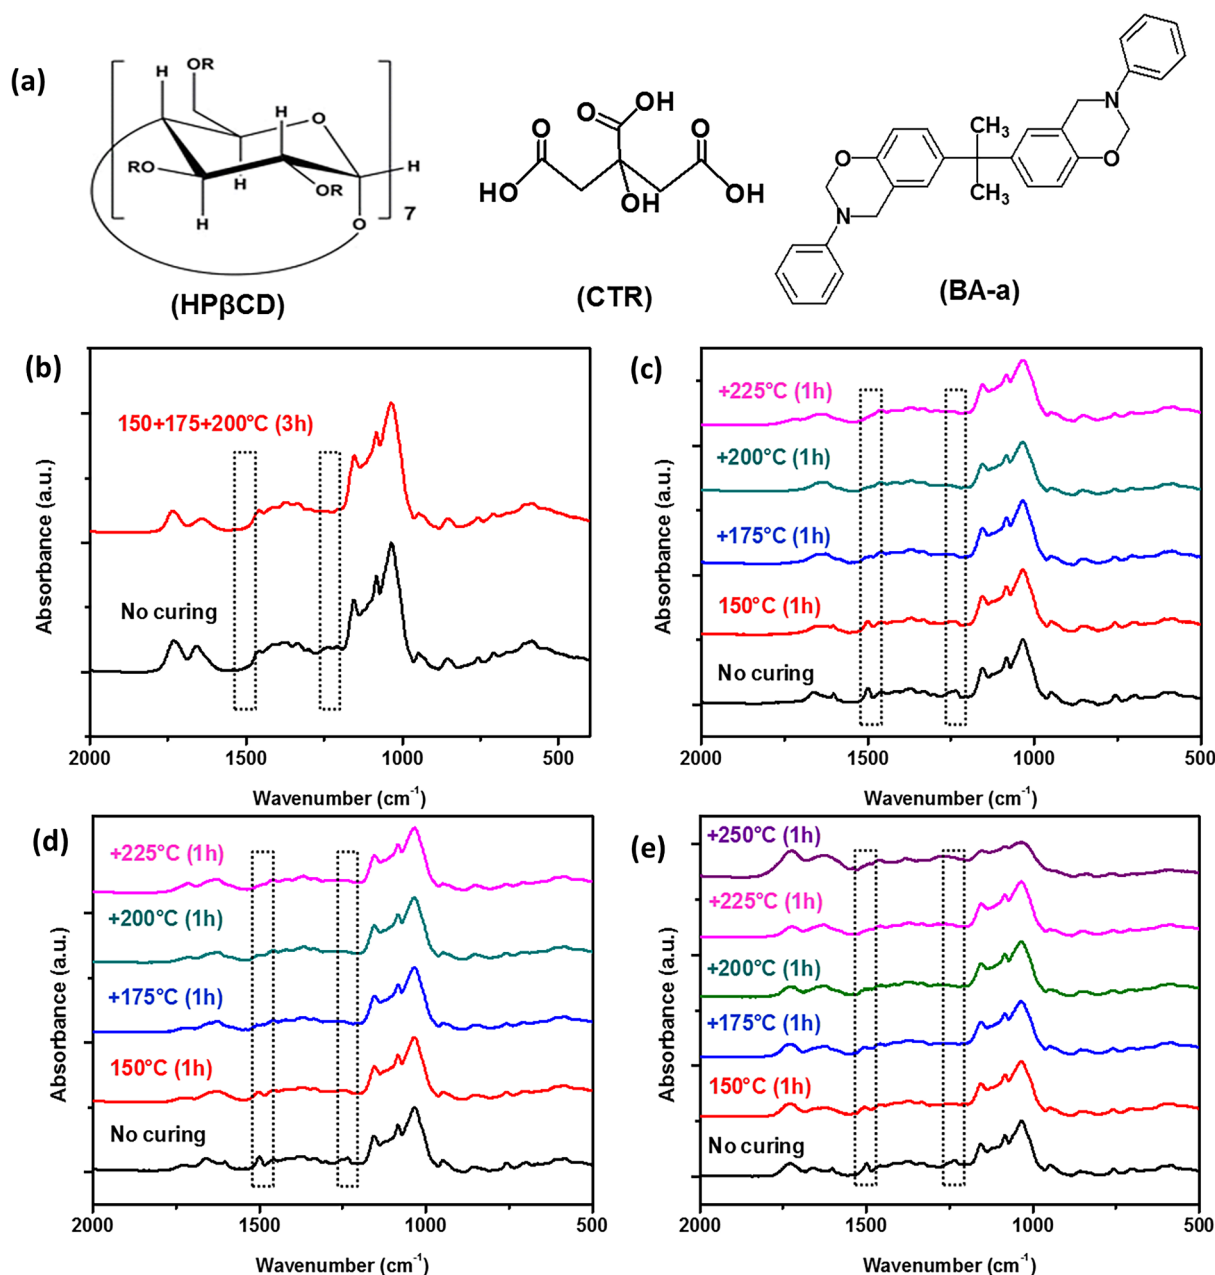 (a)
OR
H
H
O
RO
H
OR
H
H
7
O
(HPβCD)
O
OH
O
O
HO
OH
OH
(CTR)
N
O
CH3
CH3
O
N
(BA-a)
(b)
150+175+200°C (3h)
No curing
Absorbance (a.u.)
2000
1500
1000
500
Wavenumber (cm-1)
(c)
+225°C (1h)
+200°C (1h)
+175°C (1h)
150°C (1h)
No curing
Absorbance (a.u.)
2000
1500
1000
500
Wavenumber (cm-1)
(d)
+225°C (1h)
+200°C (1h)
+175°C (1h)
150°C (1h)
No curing
Absorbance (a.u.)
2000
1500
1000
500
Wavenumber (cm-1)
(e)
+250°C (1h)
+225°C (1h)
+200°C (1h)
+175°C (1h)
150°C (1h)
No curing
Absorbance (a.u.)
2000
1500
1000
500
Wavenumber (cm-1)